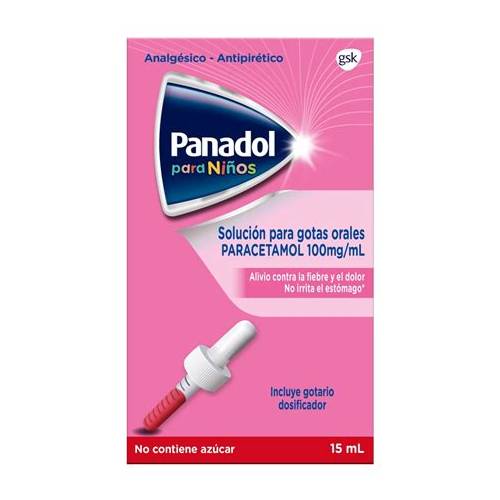 Analgésico - Antipirético
gsk
Panadol
para Niños
Solución para gotas orales
PARACETAMOL 100mg/mL
Alivio contra la fiebre y el dolor
No irrita el estómago*
Incluye gotario
dosificador
No contiene azúcar
15 mL